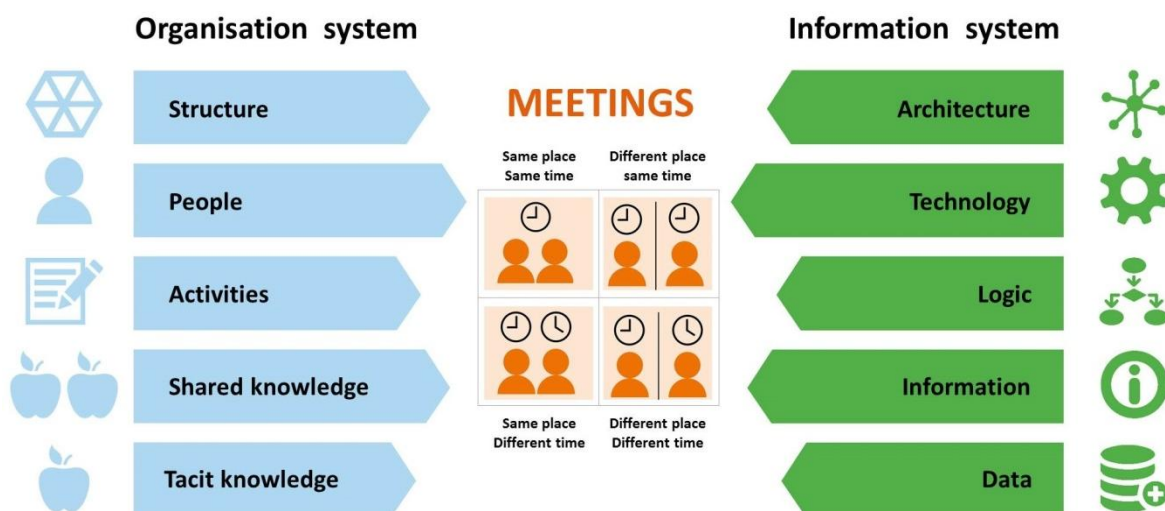 Organisation system
Structure
People
Activities
Shared knowledge
Tacit knowledge
MEETINGS
Same place
Same time
Different place
same time
Same place
Different time
Different place
Different time
Information system
Architecture
Technology
Logic
Information
Data